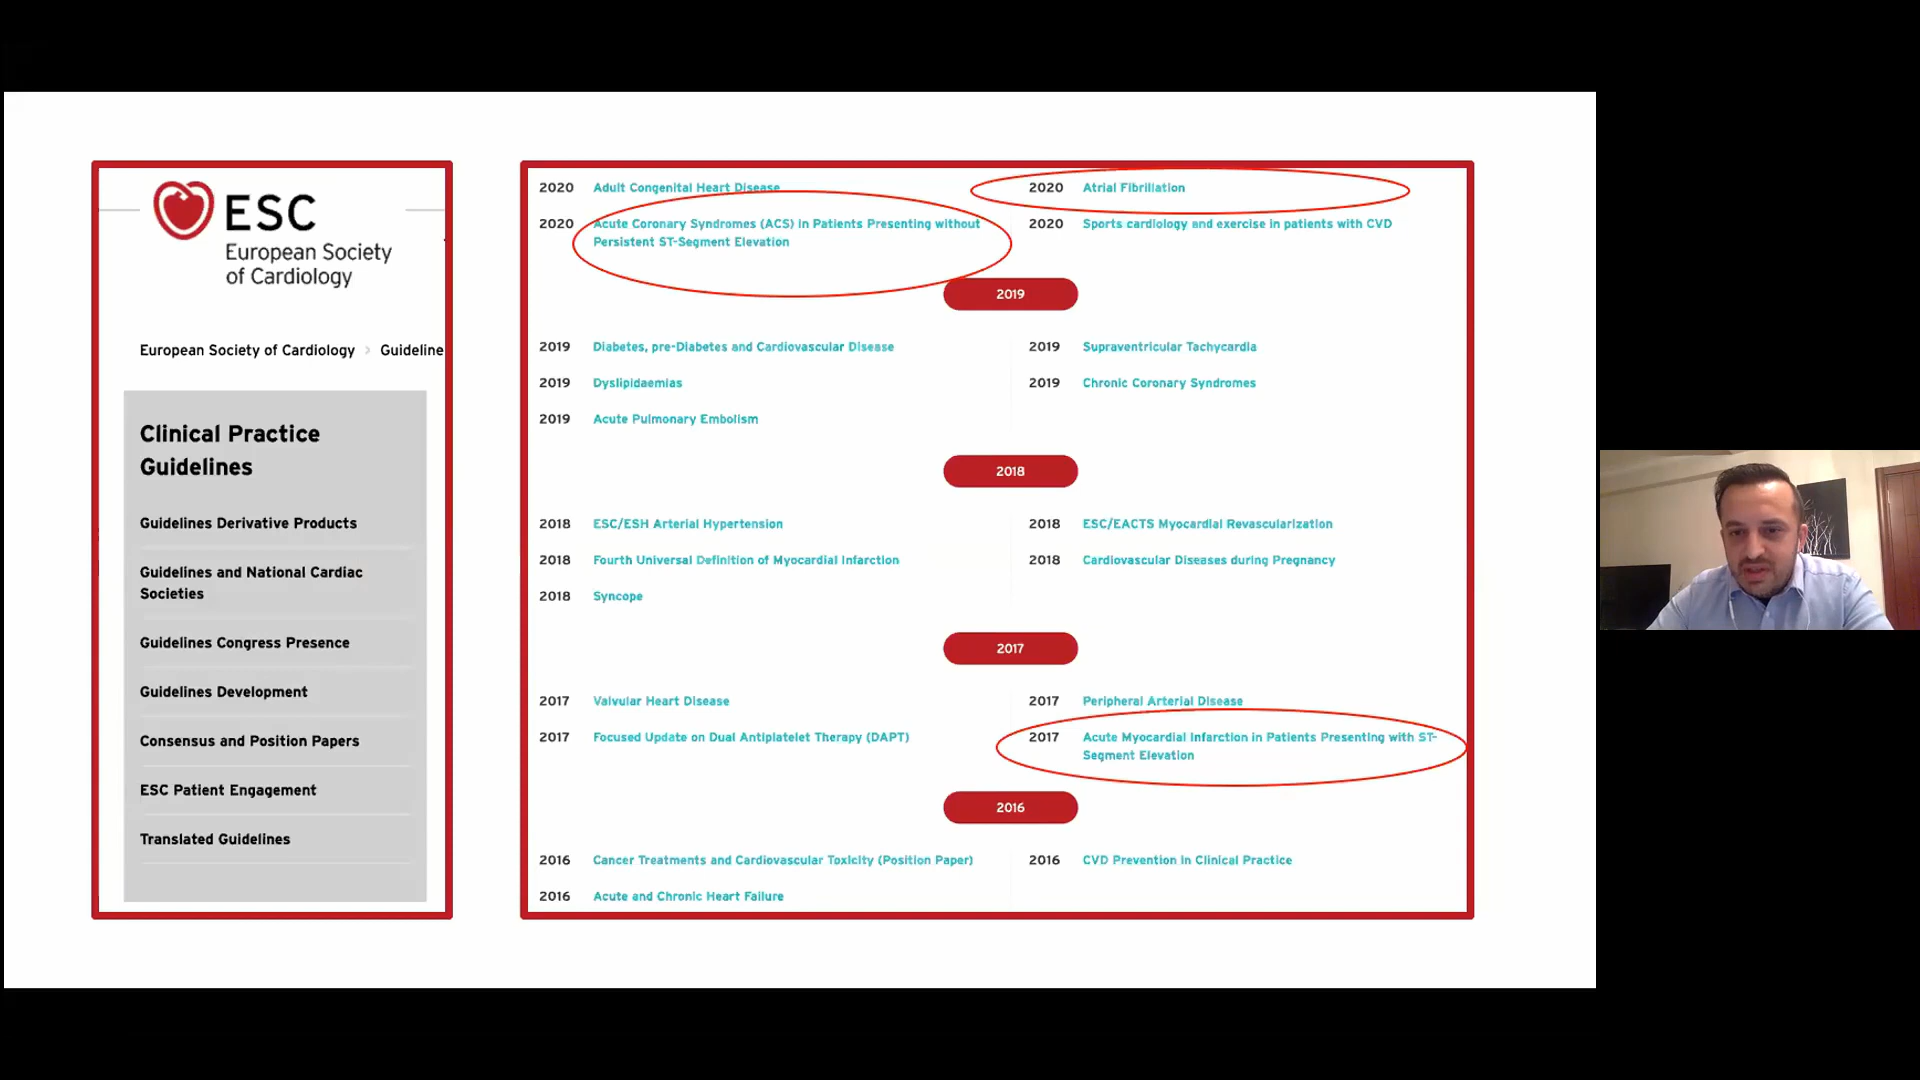 ESC
European Society
of Cardiology
European Society of Cardiology > Guideline
Clinical Practice
Guidelines
Guidelines Derivative Products
Guidelines and National Cardiac
Societies
Guidelines Congress Presence
Guidelines Development
Consensus and Position Papers
ESC Patient Engagement
Translated Guidelines
2020 Adult Congenital Heart Disease
2020 Atrial Fibrillation
2020 Acute Coronary Syndromes (ACS) in Patients Presenting without
Persistent ST-Segment Elevation
2020 Sports cardiology and exercise in patients with CVD
2019
2019 Diabetes, pre-Diabetes and Cardiovascular Disease
2019 Supraventricular Tachycardia
2019 Dyslipidaemias
2019 Chronic Coronary Syndromes
2019 Acute Pulmonary Embolism
2018
2018 ESC/ESH Arterial Hypertension
2018 ESC/EACTS Myocardial Revascularization
2018 Fourth Universal Definition of Myocardial Infarction
2018 Cardiovascular Diseases during Pregnancy
2018 Syncope
2017
2017 Valvular Heart Disease
2017 Peripheral Arterial Disease
2017 Focused Update on Dual Antiplatelet Therapy (DAPT)
2017 Acute Myocardial Infarction in Patients Presenting with ST-
Segment Elevation
2016
2016 Cancer Treatments and Cardiovascular Toxicity (Position Paper)
2016 CVD Prevention in Clinical Practice
2016 Acute and Chronic Heart Failure